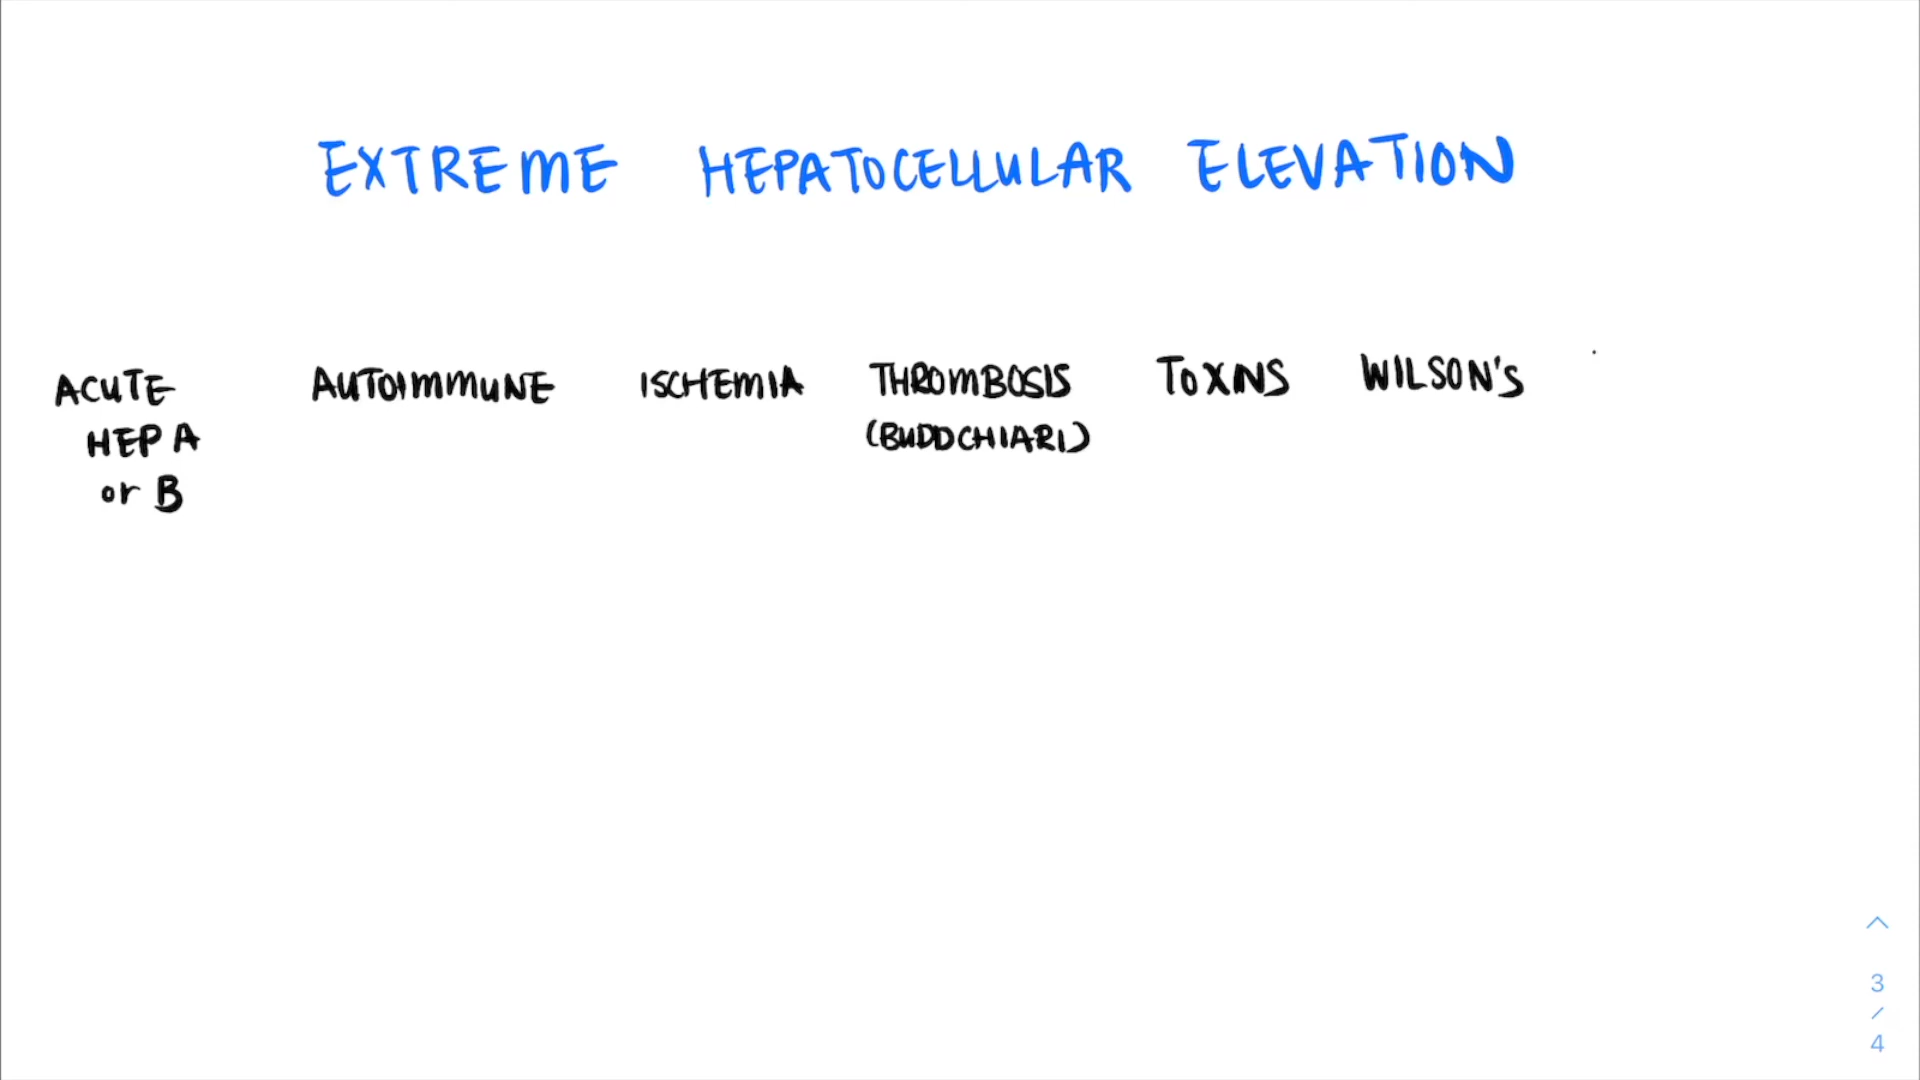 EXTREME HEPATOCELLULAR ELEVATION
ACUTE HEP A or B
AUTOIMMUNE
ISCHEMIA
THROMBOSIS
(BUDDCHIARI)
TOXINS
WILSON'S
3
/
4